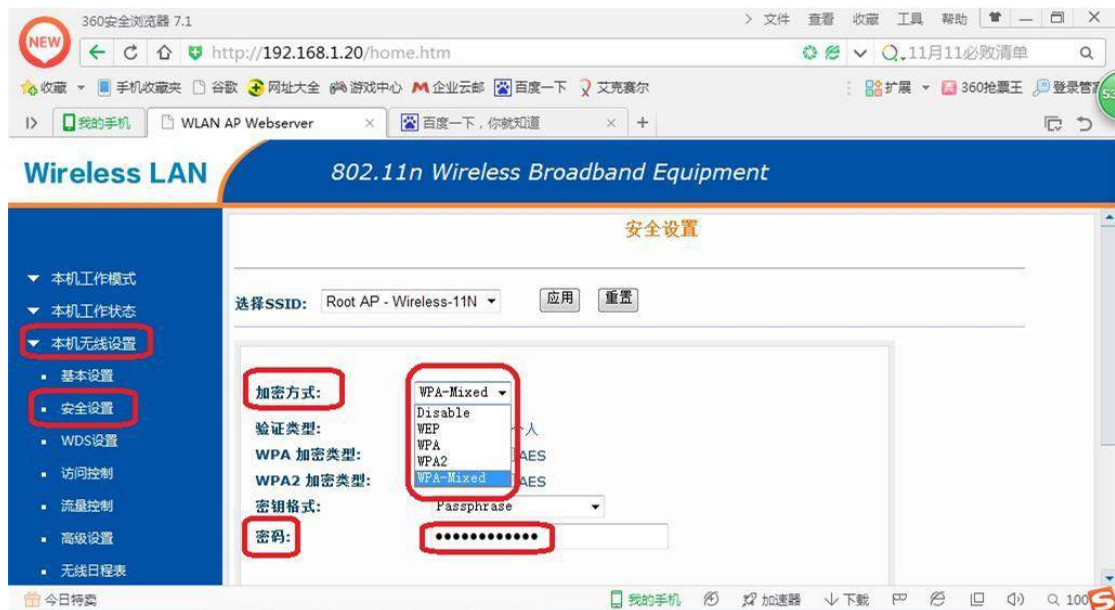 360安全浏览器 7.1
文件 查看 收藏 工具 帮助
NEW
http://192.168.1.20/home.htm
11月11必败清单
收藏 手机收藏夹 谷歌 网址大全 游戏中心 企业云邮 百度一下 艾克赛尔 扩展 360抢票王
我的手机 WLAN AP Webserver 百度一下，你就知道
Wireless LAN
802.11n Wireless Broadband Equipment
安全设置
本机工作模式
本机工作状态
本机无线设置
基本设置
安全设置
WDS设置
访问控制
流量控制
高级设置
无线日程表
选择SSID: Root AP - Wireless-11N 应用 重置
加密方式: WPA-Mixed
Disable
WEP
WPA
WPA2
WPA-Mixed
验证类型: 个人
WPA 加密类型: AES
WPA2 加密类型: AES
密钥格式: Passphrase
密码: ••••••••••••
今日特卖 我的手机 加速器 下载